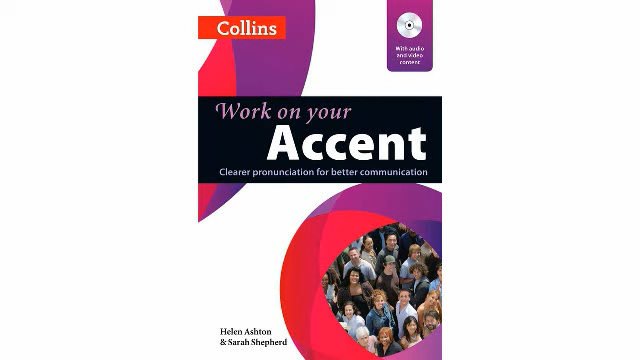 Collins
With audio
and video
content
Work on your
Accent
Clearer pronunciation for better communication
Helen Ashton
& Sarah Shepherd